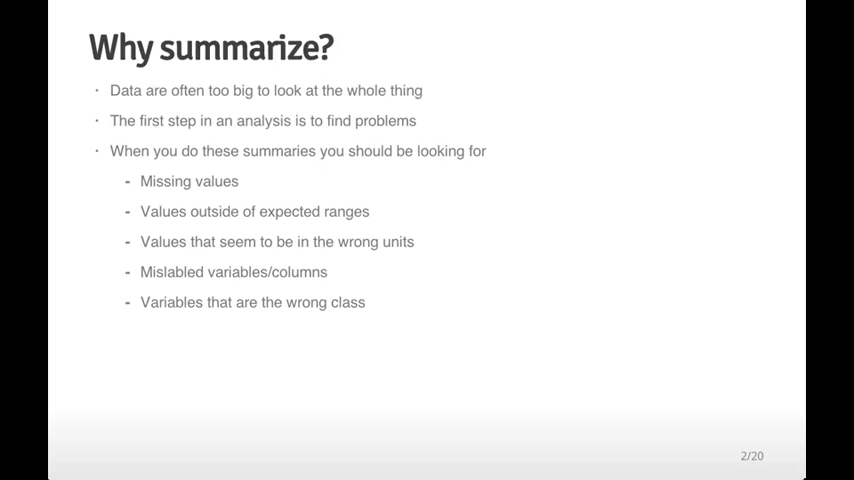 Why summarize?
· Data are often too big to look at the whole thing
· The first step in an analysis is to find problems
· When you do these summaries you should be looking for
- Missing values
- Values outside of expected ranges
- Values that seem to be in the wrong units
- Mislabled variables/columns
- Variables that are the wrong class
2/20